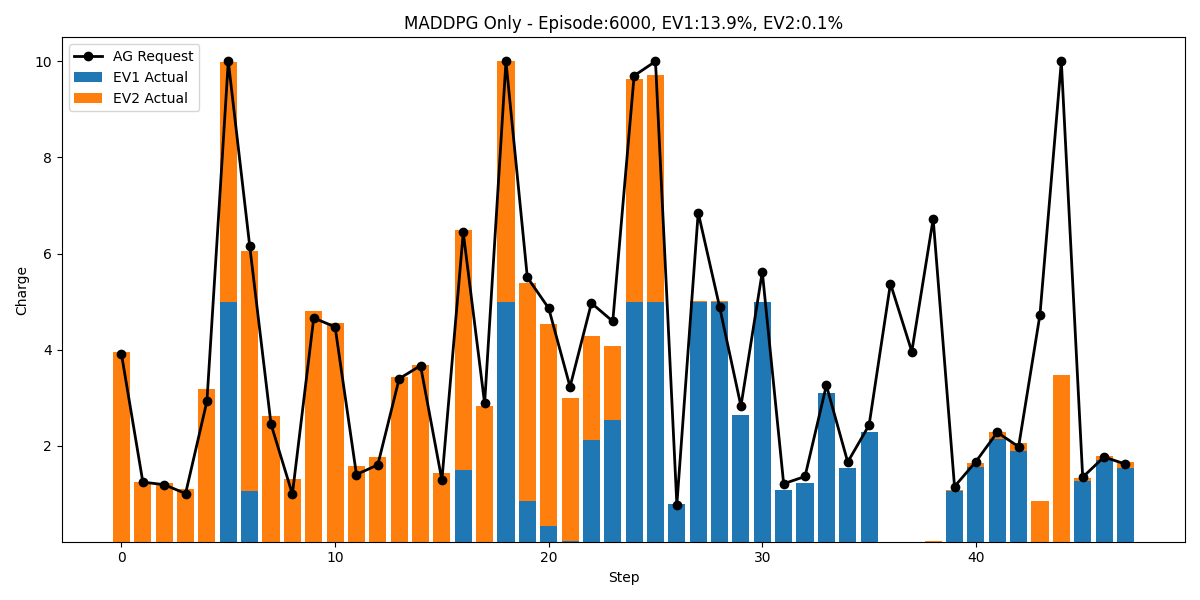 MADDPG Only - Episode:6000, EV1:13.9%, EV2:0.1%
AG Request
EV1 Actual
EV2 Actual
Charge
10
8
6
4
2
0
10
20
30
40
Step